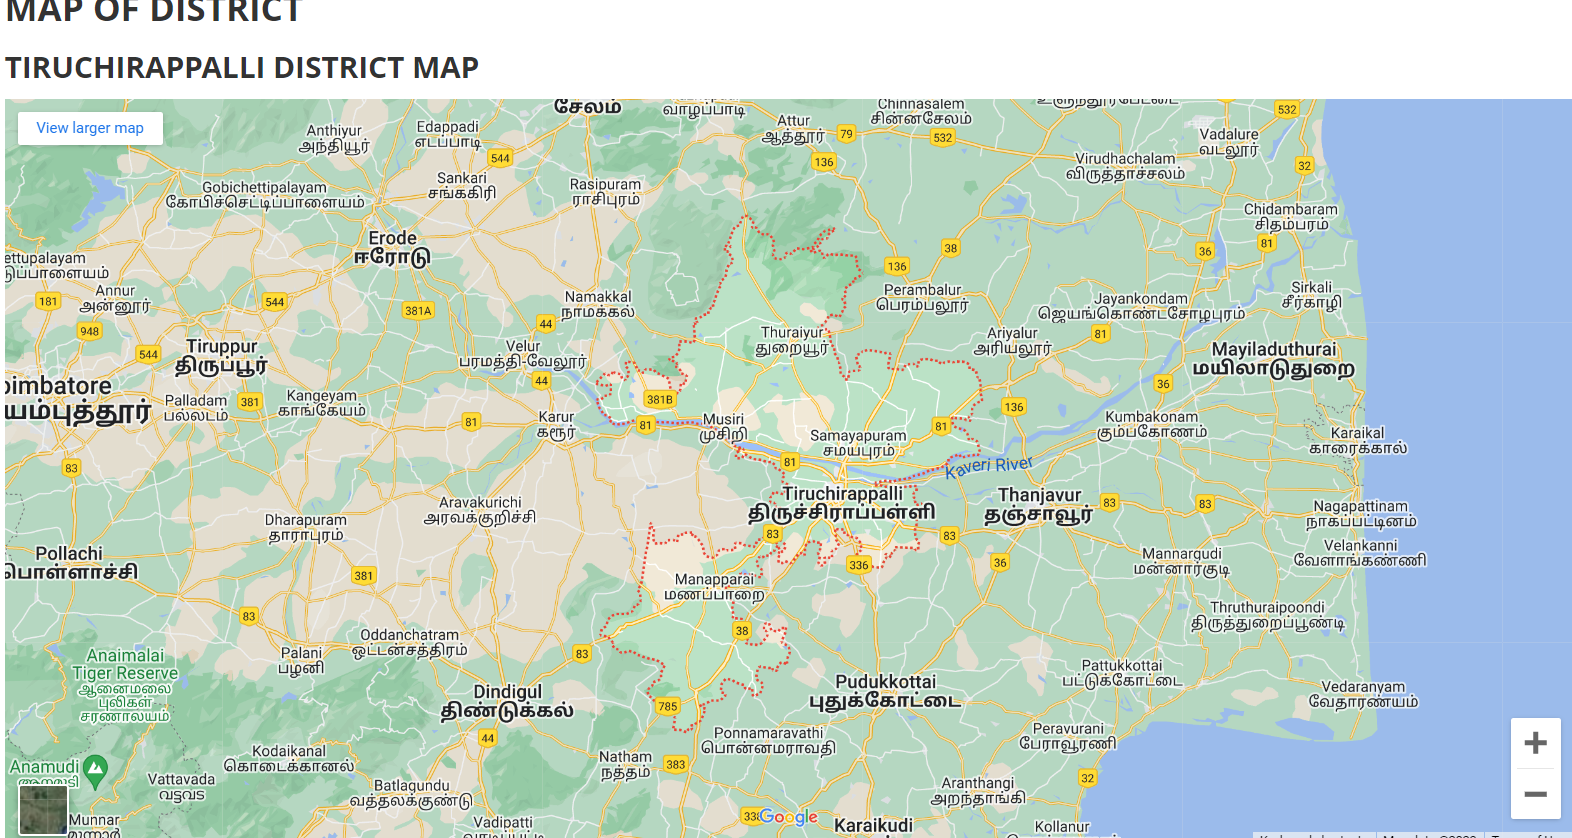 MAP OF DISTRICT
TIRUCHIRAPPALLI DISTRICT MAP
View larger map
சேலம்
வாழப்பாடி
Chinnasalem
சின்னசேலம்
532
Anthiyur
அந்தியூர்
Edappadi
எடப்பாடி
Attur
ஆத்தூர்
79
532
Vadalure
வடலூர்
544
136
Virudhachalam
விருத்தாச்சலம்
32
Sankari
சங்ககிரி
Rasipuram
ராசிபுரம்
Gobichettipalayam
கோபிச்செட்டிப்பாளையம்
Chidambaram
சிதம்பரம்
Erode
ஈரோடு
38
36
81
ettupalayam
136
Annur
அன்னூர்
181
544
381A
Namakkal
நாமக்கல்
Perambalur
பெரம்பலூர்
Jayankondam
ஜெயங்கொண்டசோழபுரம்
Sirkali
சீர்காழி
948
44
Thuraiyur
துறையூர்
Ariyalur
அரியலூர்
81
Tiruppur
திருப்பூர்
544
Velur
பரமத்தி-வேலூர்
Mayiladuthurai
மயிலாடுதுறை
oimbatore
யம்புத்தூர்
Palladam
பல்லடம்
381
Kangeyam
காங்கேயம்
44
381B
36
136
81
Karur
கரூர்
81
Musiri
முசிறி
81
Kumbakonam
கும்பகோணம்
Samayapuram
சமயபுரம்
Karaikal
காரைக்கால்
83
81
Kaveri River
Tiruchirappalli
திருச்சிராப்பள்ளி
Thanjavur
தஞ்சாவூர்
83
83
Aravakurichi
அரவக்குறிச்சி
Nagapattinam
நாகப்பட்டினம்
Dharapuram
தாராபுரம்
83
83
Pollachi
பொள்ளாச்சி
Velankanni
வேளாங்கண்ணி
Mannargudi
மன்னார்குடி
381
336
36
Manapparai
மணப்பாறை
83
Thruthuraipoondi
திருத்துறைப்பூண்டி
38
Oddanchatram
ஒட்டன்சத்திரம்
83
Palani
பழனி
Anaimalai
Tiger Reserve
ஆனைமலை
புலிகள்
சரணாலயம்
Pattukkottai
பட்டுக்கோட்டை
Dindigul
திண்டுக்கல்
Pudukkottai
புதுக்கோட்டை
Vedaranyam
வேதாரண்யம்
785
44
Ponnamaravathi
பொன்னமராவதி
Peravurani
பேராவூரணி
Kodaikanal
கொடைக்கானல்
Natham
நத்தம்
383
Anamudi
Vattavada
വട്ടവട
32
Batlagundu
வத்தலக்குண்டு
Aranthangi
அறந்தாங்கி
Munnar
Vadipatti
Google
Karaikudi
Kollanur